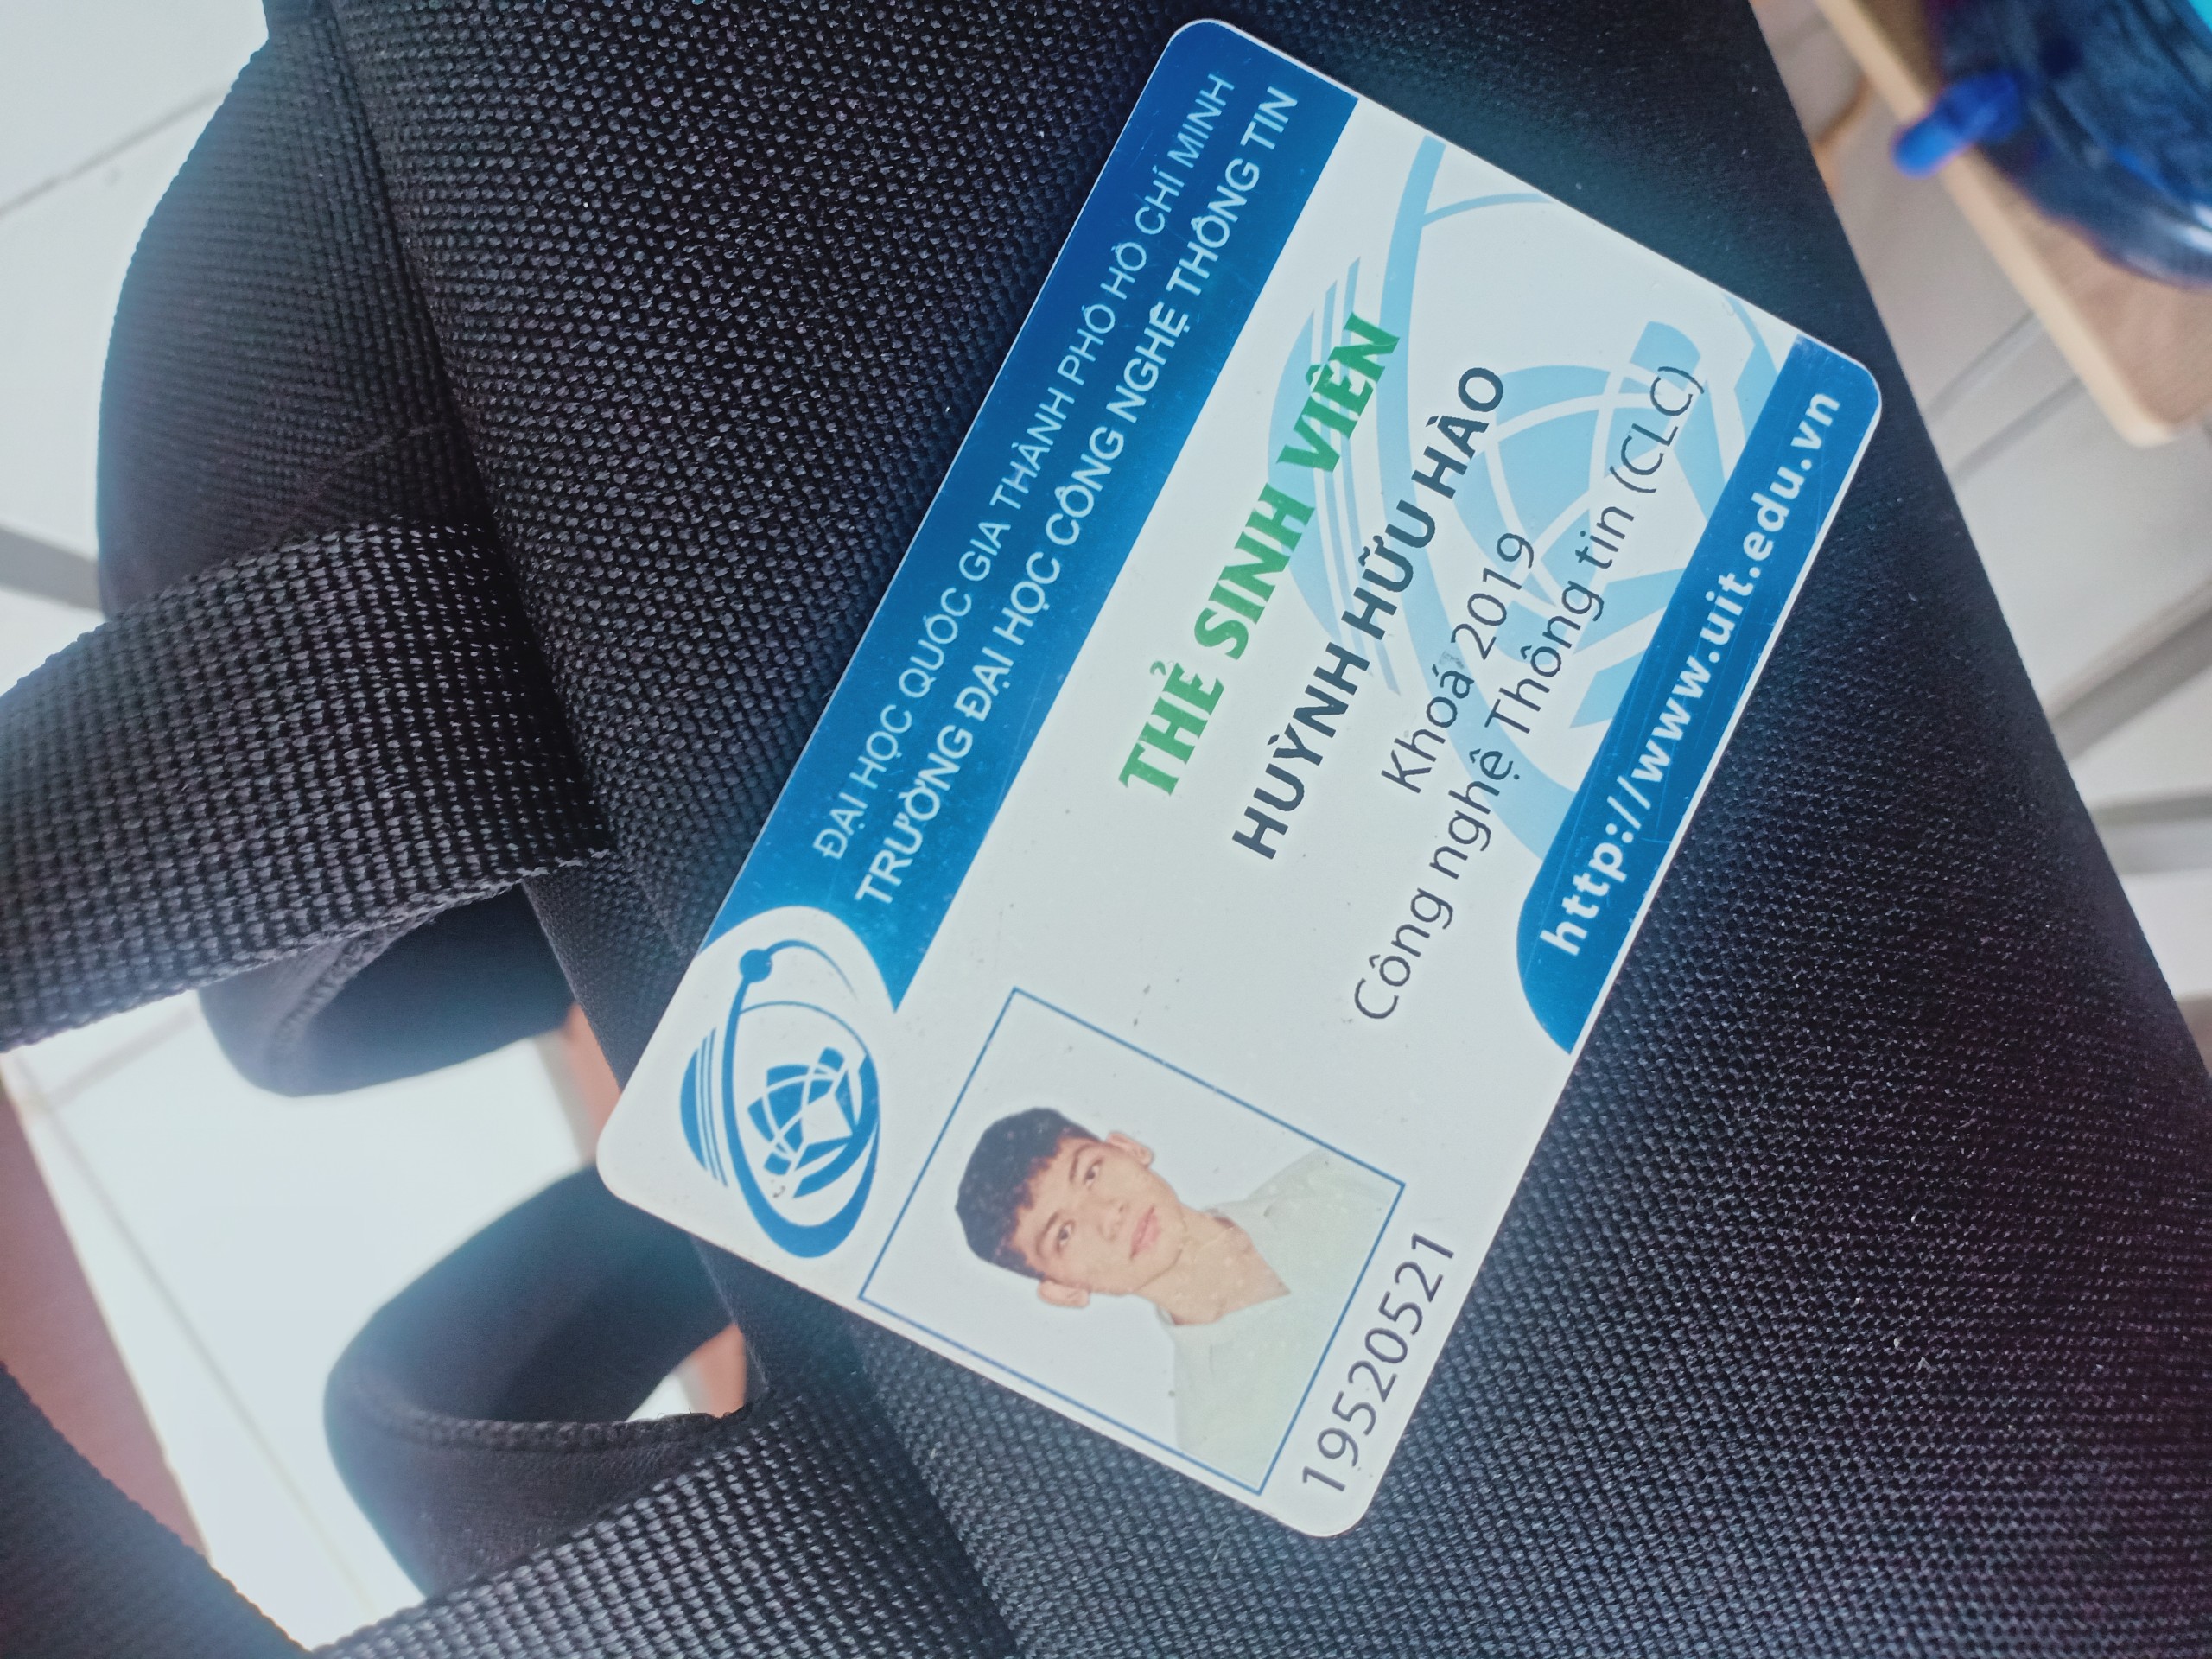 ĐẠI HỌC QUỐC GIA THÀNH PHỐ HỒ CHÍ MINH
TRƯỜNG ĐẠI HỌC CÔNG NGHỆ THÔNG TIN
THẺ SINH VIÊN
HUỲNH HỮU HÀO
Khoá 2019
Công nghệ Thông tin (CLC)
19520521
http://www.uit.edu.vn